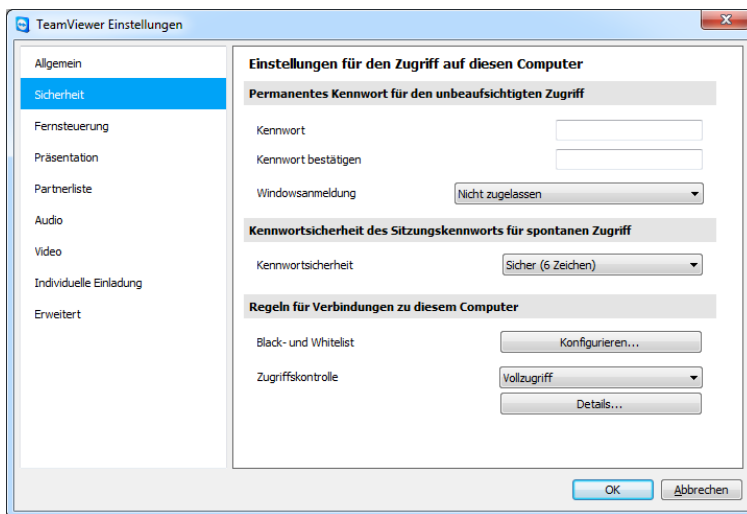 TeamViewer Einstellungen
Allgemein
Sicherheit
Fernsteuerung
Präsentation
Partnerliste
Audio
Video
Individuelle Einladung
Erweitert
Einstellungen für den Zugriff auf diesen Computer
Permanentes Kennwort für den unbeaufsichtigten Zugriff
Kennwort
Kennwort bestätigen
Windowsanmeldung Nicht zugelassen
Kennwortsicherheit des Sitzungskennworts für spontanen Zugriff
Kennwortsicherheit Sicher (6 Zeichen)
Regeln für Verbindungen zu diesem Computer
Black- und Whitelist Konfigurieren...
Zugriffskontrolle Vollzugriff
Details...
OK Abbrechen